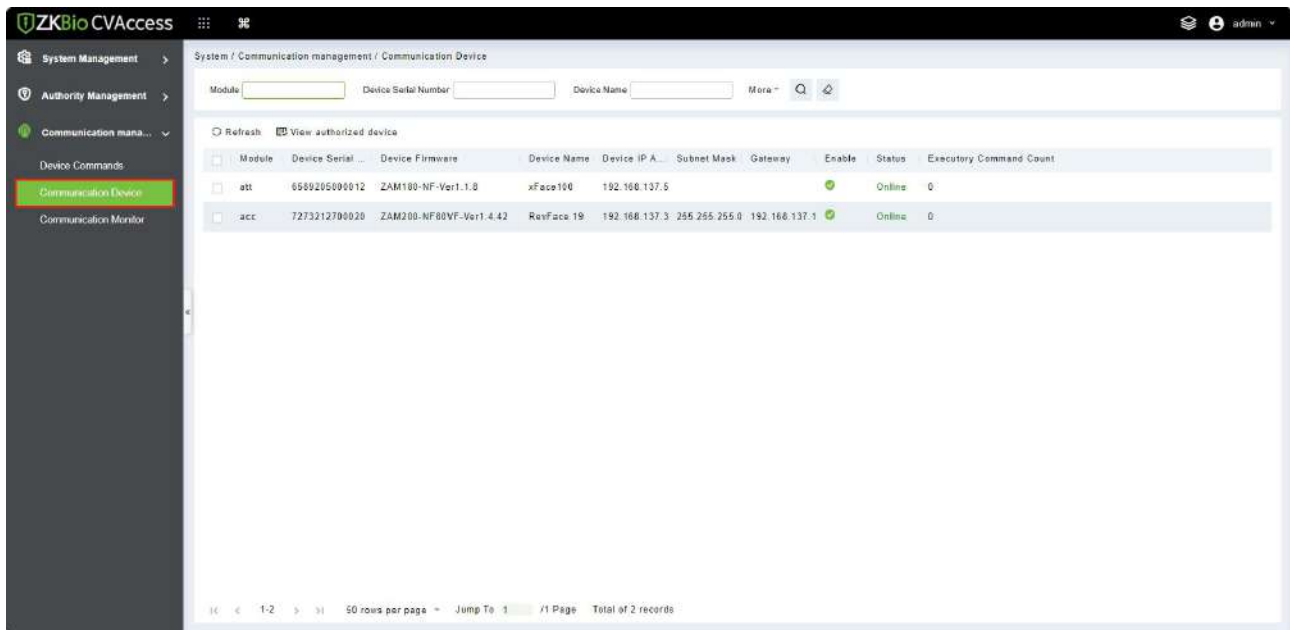 ZKBio CVAccess
admin
System Management
Authority Management
Communication mana...
Device Commands
Communication Device
Communication Monitor
System / Communication management / Communication Device
Module Device Serial Number Device Name More
Refresh View authorized device
Module Device Serial ... Device Firmware Device Name Device IP A... Subnet Mask Gateway Enable Status Executory Command Count
att 6569205000012 ZAM180-NF-Ver1.1.8 xFace100 192.168.137.5 Online 0
acc 7273212700020 ZAM200-NF80VF-Ver1.4.42 RevFace 19 192.168.137.3 255.255.255.0 192.168.137.1 Online 0
1-2 50 rows per page Jump To 1 /1 Page Total of 2 records